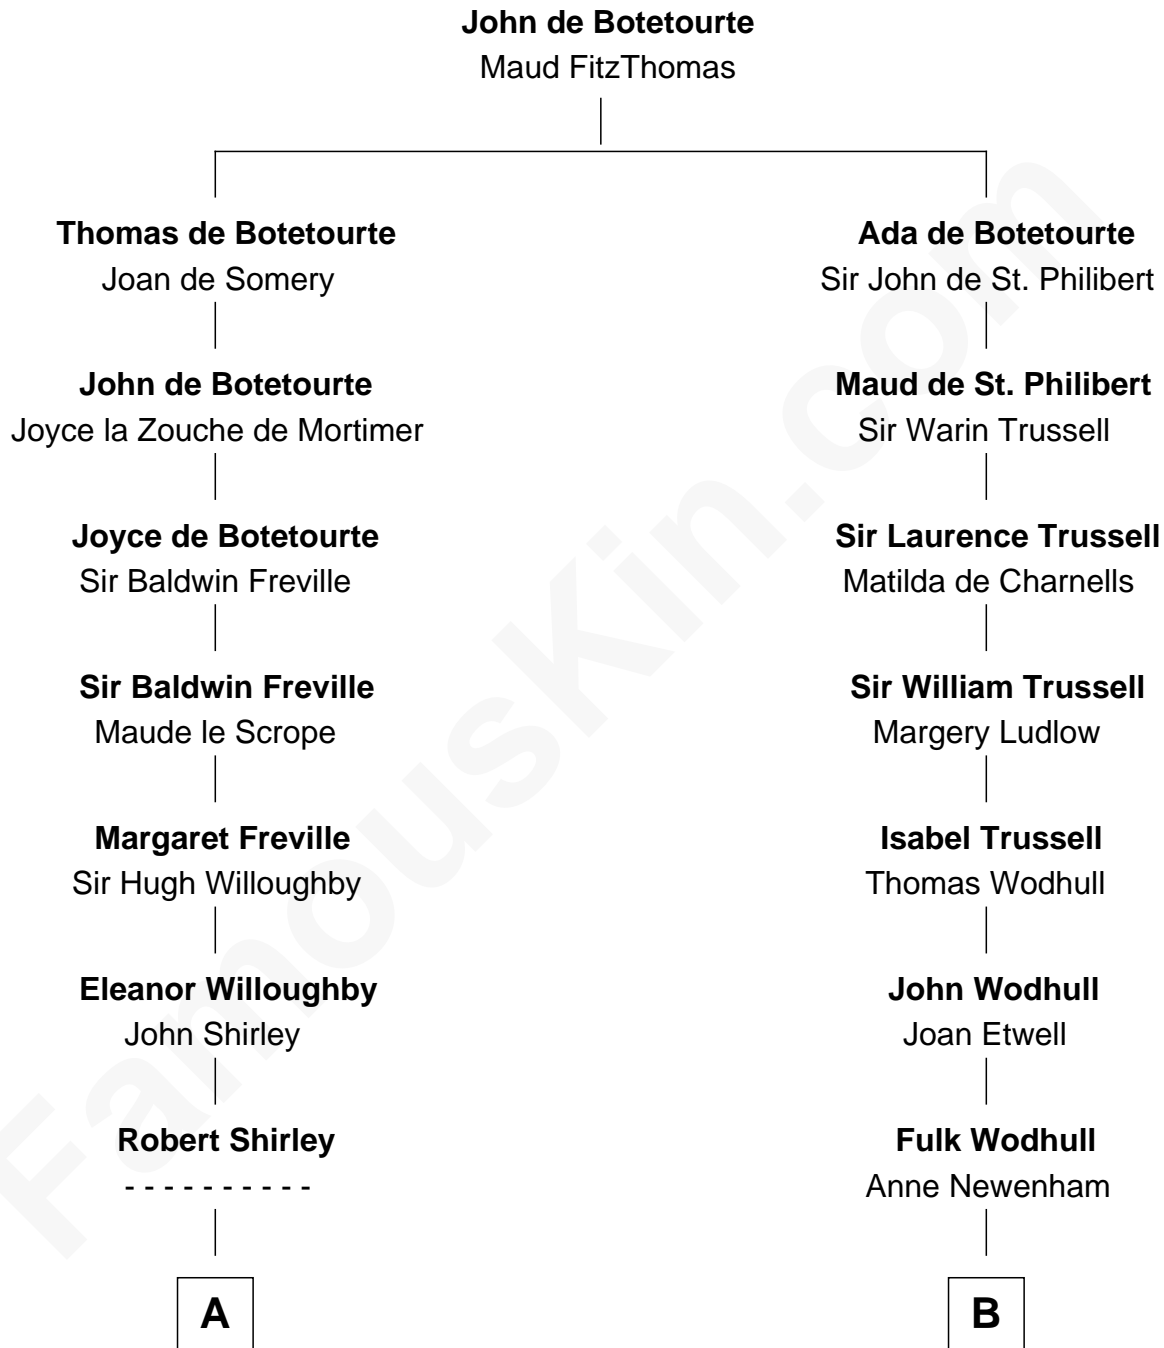 John de Botetourte
Maud FitzThomas
Thomas de Botetourte
Joan de Somery
Ada de Botetourte
Sir John de St. Philibert
John de Botetourte
Joyce la Zouche de Mortimer
Maud de St. Philibert
Sir Warin Trussell
Joyce de Botetourte
Sir Baldwin Freville
Sir Laurence Trussell
Matilda de Charnells
Sir Baldwin Freville
Maude le Scrope
Sir William Trussell
Margery Ludlow
Margaret Freville
Sir Hugh Willoughby
Isabel Trussell
Thomas Wodhull
Eleanor Willoughby
John Shirley
John Wodhull
Joan Etwell
Robert Shirley
- - - - - - - - - -
Fulk Wodhull
Anne Newenham
A
B
FamousKin.com